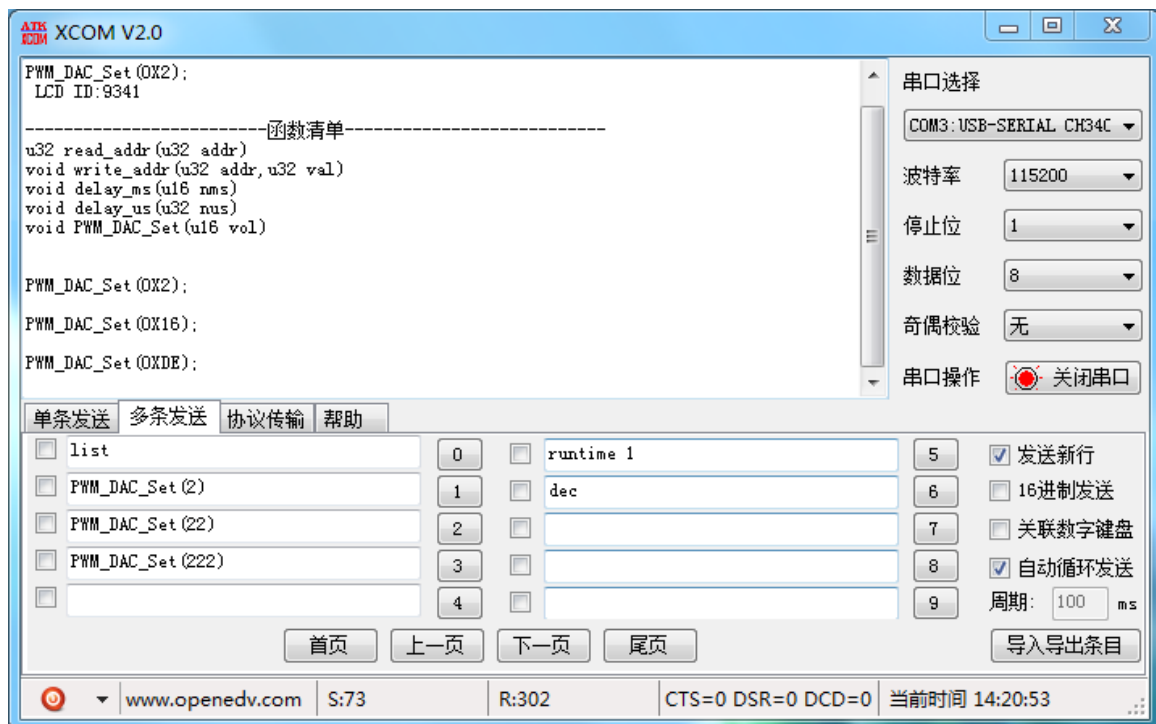 ATK XCOM XCOM V2.0
PWM_DAC_Set(0X2);
LCD ID:9341
-------------------------函数清单---------------------------
u32 read_addr(u32 addr)
void write_addr(u32 addr,u32 val)
void delay_ms(u16 nms)
void delay_us(u32 nus)
void PWM_DAC_Set(u16 vol)
PWM_DAC_Set(0X2);
PWM_DAC_Set(0X16);
PWM_DAC_Set(0XDE);
串口选择
COM3:USB-SERIAL CH340
波特率 115200
停止位 1
数据位 8
奇偶校验 无
串口操作 关闭串口
单条发送 多条发送 协议传输 帮助
list 0 runtime 1 5 发送新行
PWM_DAC_Set(2) 1 dec 6 16进制发送
PWM_DAC_Set(22) 2 7 关联数字键盘
PWM_DAC_Set(222) 3 8 自动循环发送
4 9 周期: 100 ms
首页 上一页 下一页 尾页 导入导出条目
www.openedv.com S:73 R:302 CTS=0 DSR=0 DCD=0 当前时间 14:20:53